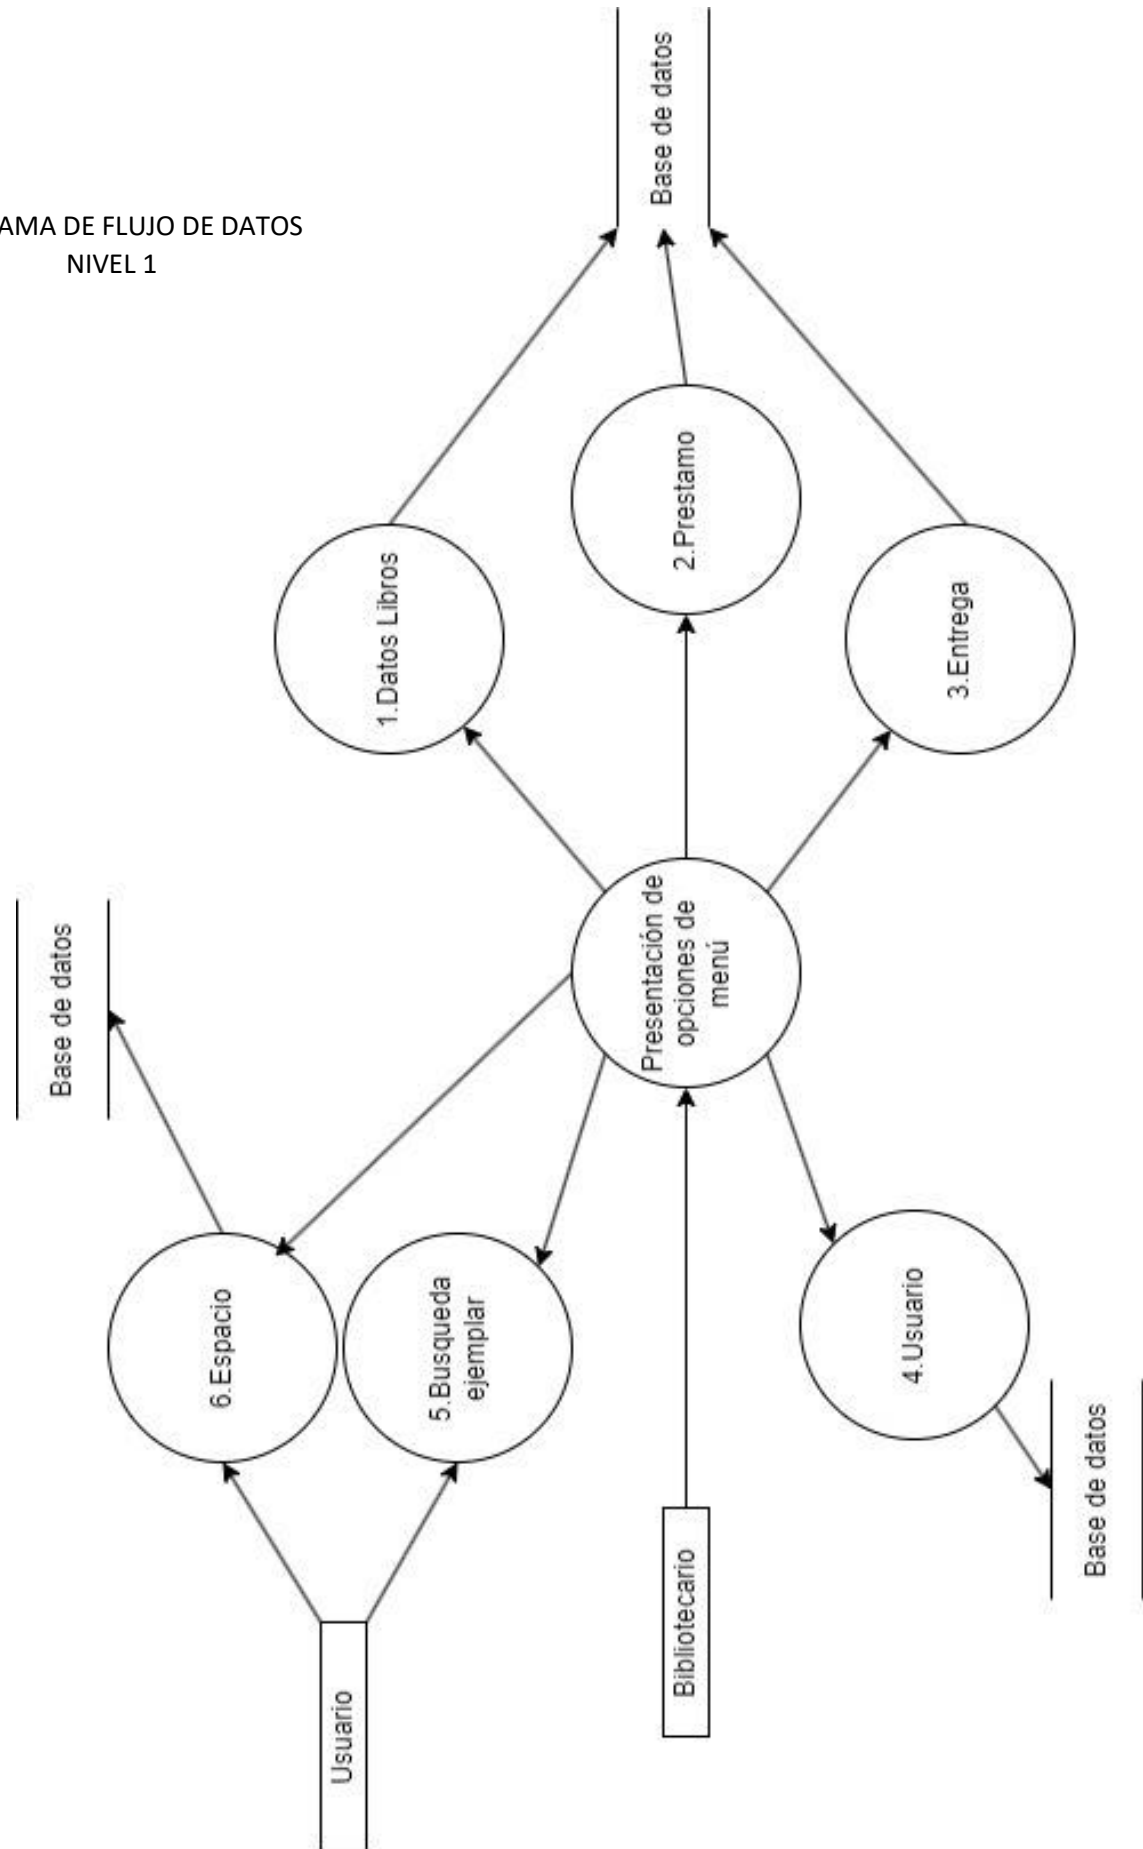 AMA DE FLUJO DE DATOS
NIVEL 1
Usuario
6.Espacio
Base de datos
5.Busqueda
ejemplar
Bibliotecario
Presentación de
opciones de
menú
1.Datos Libros
2.Prestamo
3.Entrega
Base de datos
4.Usuario
Base de datos